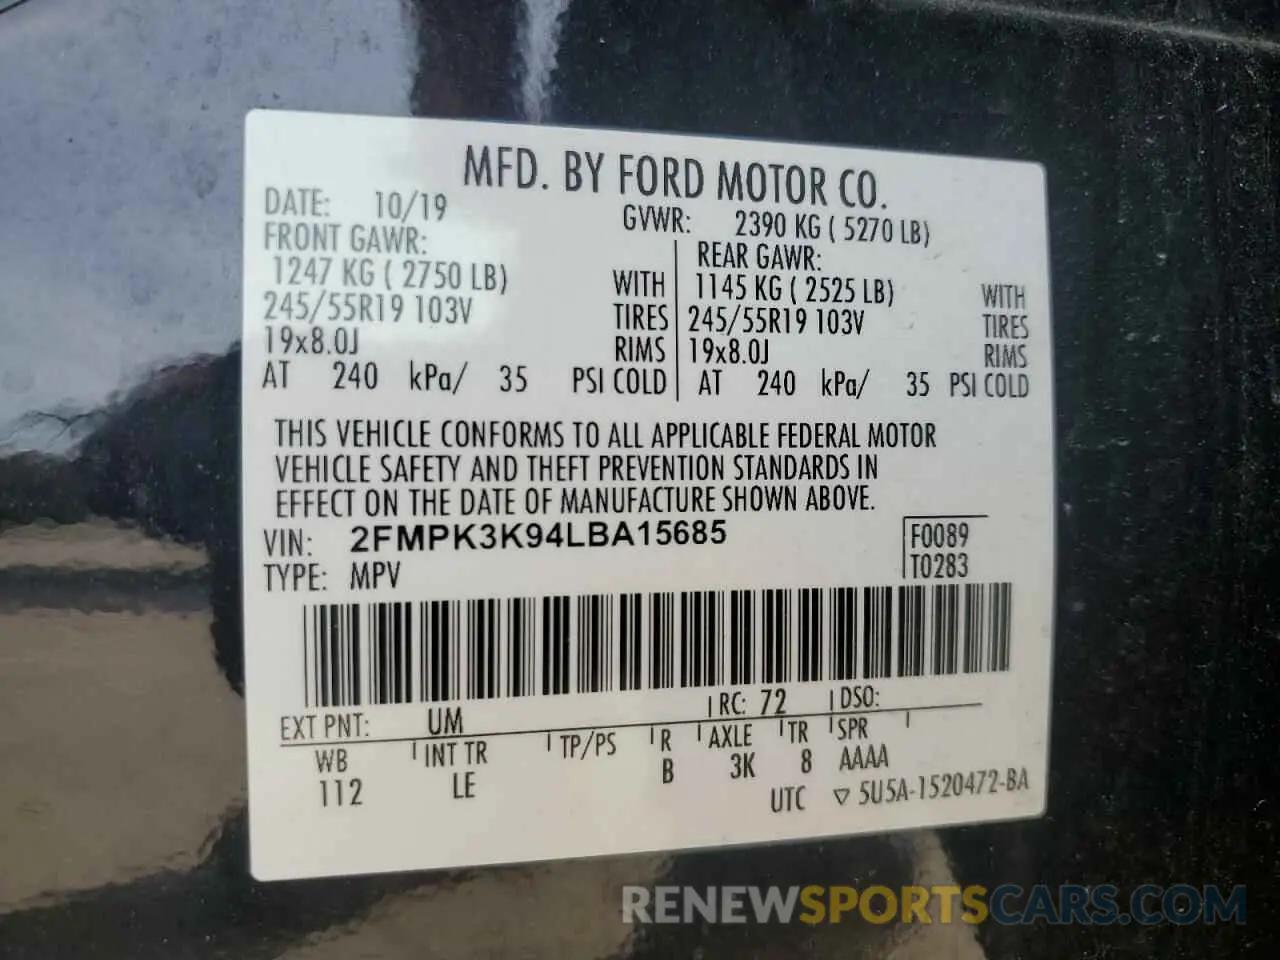 MFD. BY FORD MOTOR CO.
DATE: 10/19 GVWR: 2390 KG ( 5270 LB)
FRONT GAWR: REAR GAWR:
1247 KG ( 2750 LB) WITH 1145 KG ( 2525 LB) WITH
245/55R19 103V TIRES 245/55R19 103V TIRES
19x8.0J RIMS 19x8.0J RIMS
AT 240 kPa/ 35 PSI COLD AT 240 kPa/ 35 PSI COLD
THIS VEHICLE CONFORMS TO ALL APPLICABLE FEDERAL MOTOR
VEHICLE SAFETY AND THEFT PREVENTION STANDARDS IN
EFFECT ON THE DATE OF MANUFACTURE SHOWN ABOVE.
VIN: 2FMPK3K94LBA15685 F0089
TYPE: MPV T0283
EXT PNT: UM RC: 72 DSO:
WB INT TR TP/PS R AXLE TR SPR
112 LE B 3K 8 AAAA
UTC ▽ 5U5A-1520472-BA
RENEWSPORTSCARS.COM